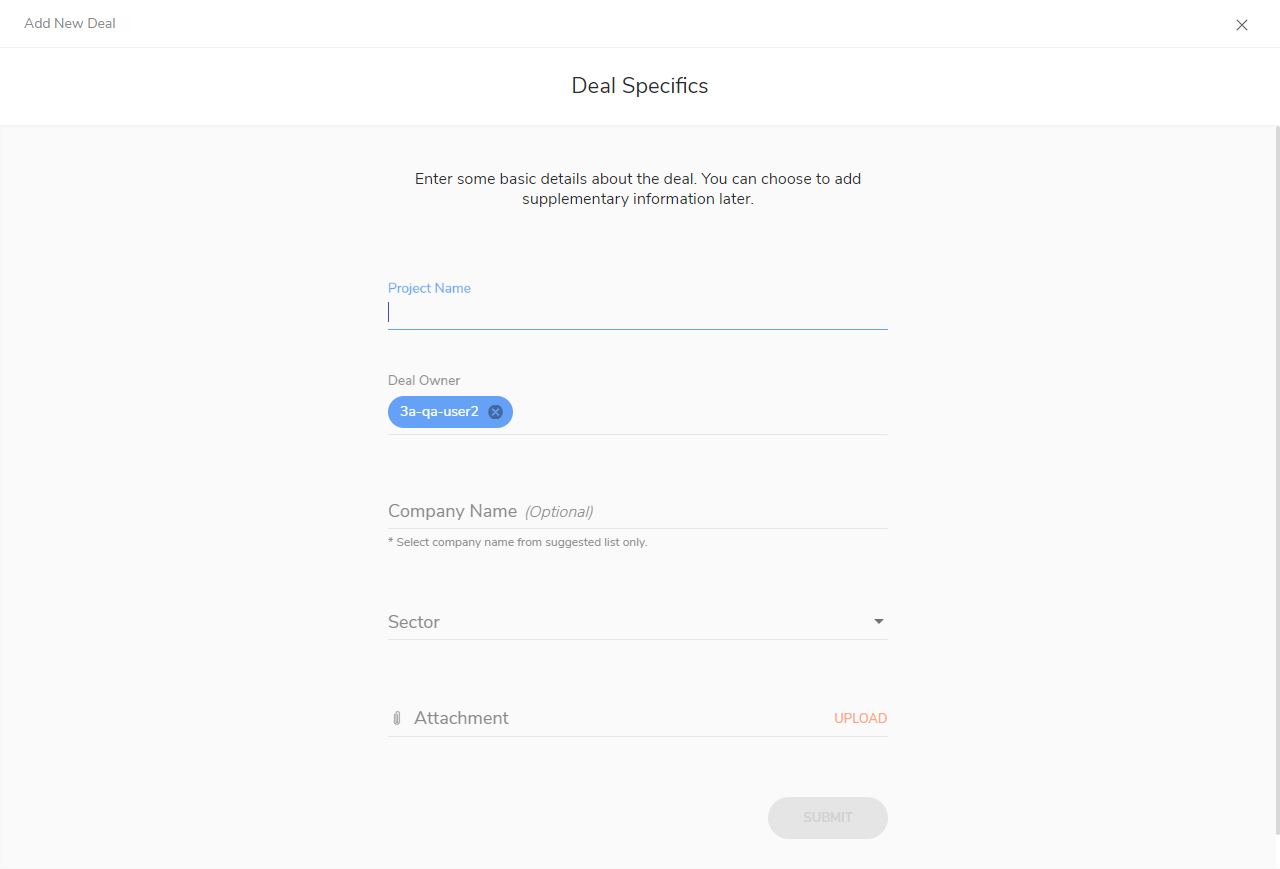 Add New Deal
Deal Specifics
Enter some basic details about the deal. You can choose to add
supplementary information later.
Project Name
Deal Owner
3a-qa-user2
Company Name (Optional)
* Select company name from suggested list only.
Sector
Attachment UPLOAD
SUBMIT